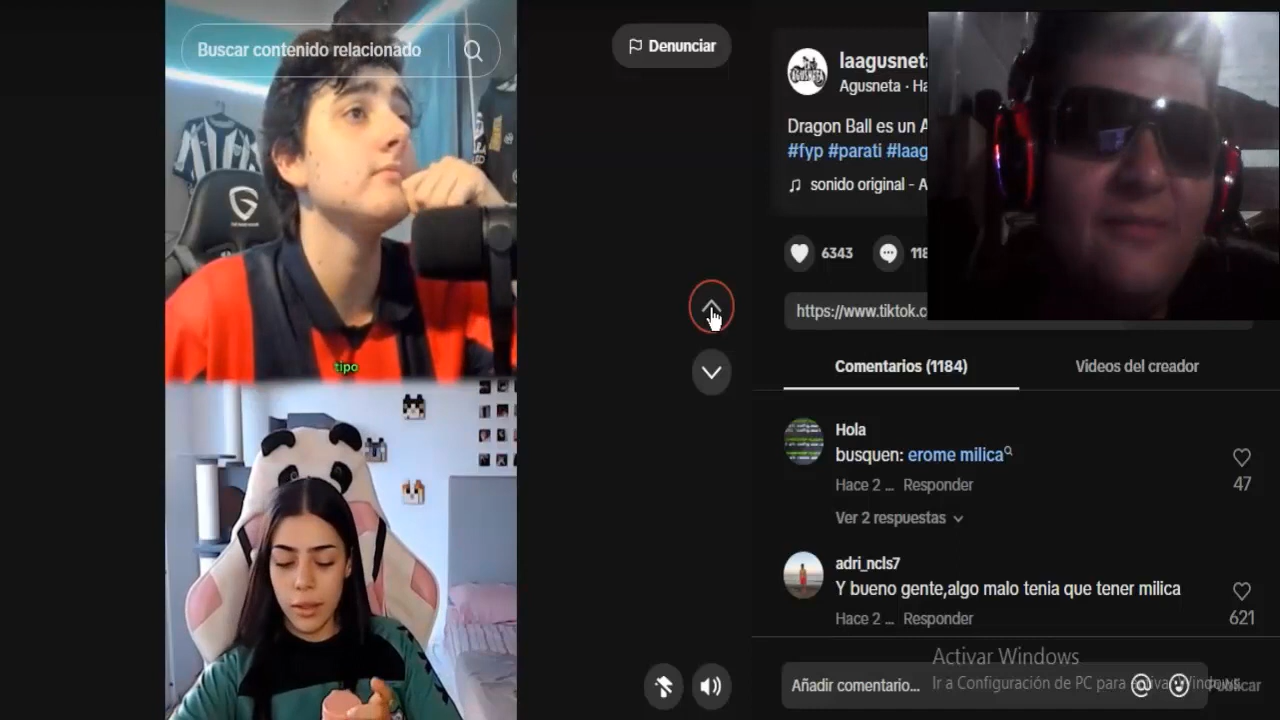 Buscar contenido relacionado
Denunciar
AGUSNETA
laagusneta
Agusneta · Ha
Dragon Ball es un A
#fyp #parati #laag
sonido original - A
6343
118
https://www.tiktok.c
tipo
Comentarios (1184)
Videos del creador
Hola
busquen: erome milica
47
Hace 2 ... Responder
Ver 2 respuestas
adri_ncls7
Y bueno gente,algo malo tenia que tener milica
621
Hace 2 ... Responder
Activar Windows
Ir a Configuración de PC para activar Windows.
Añadir comentario...
Publicar